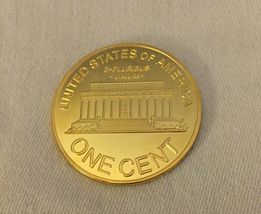 UNITED STATES OF AMERICA
E·PLURIBUS
·UNUM·
ONE CENT